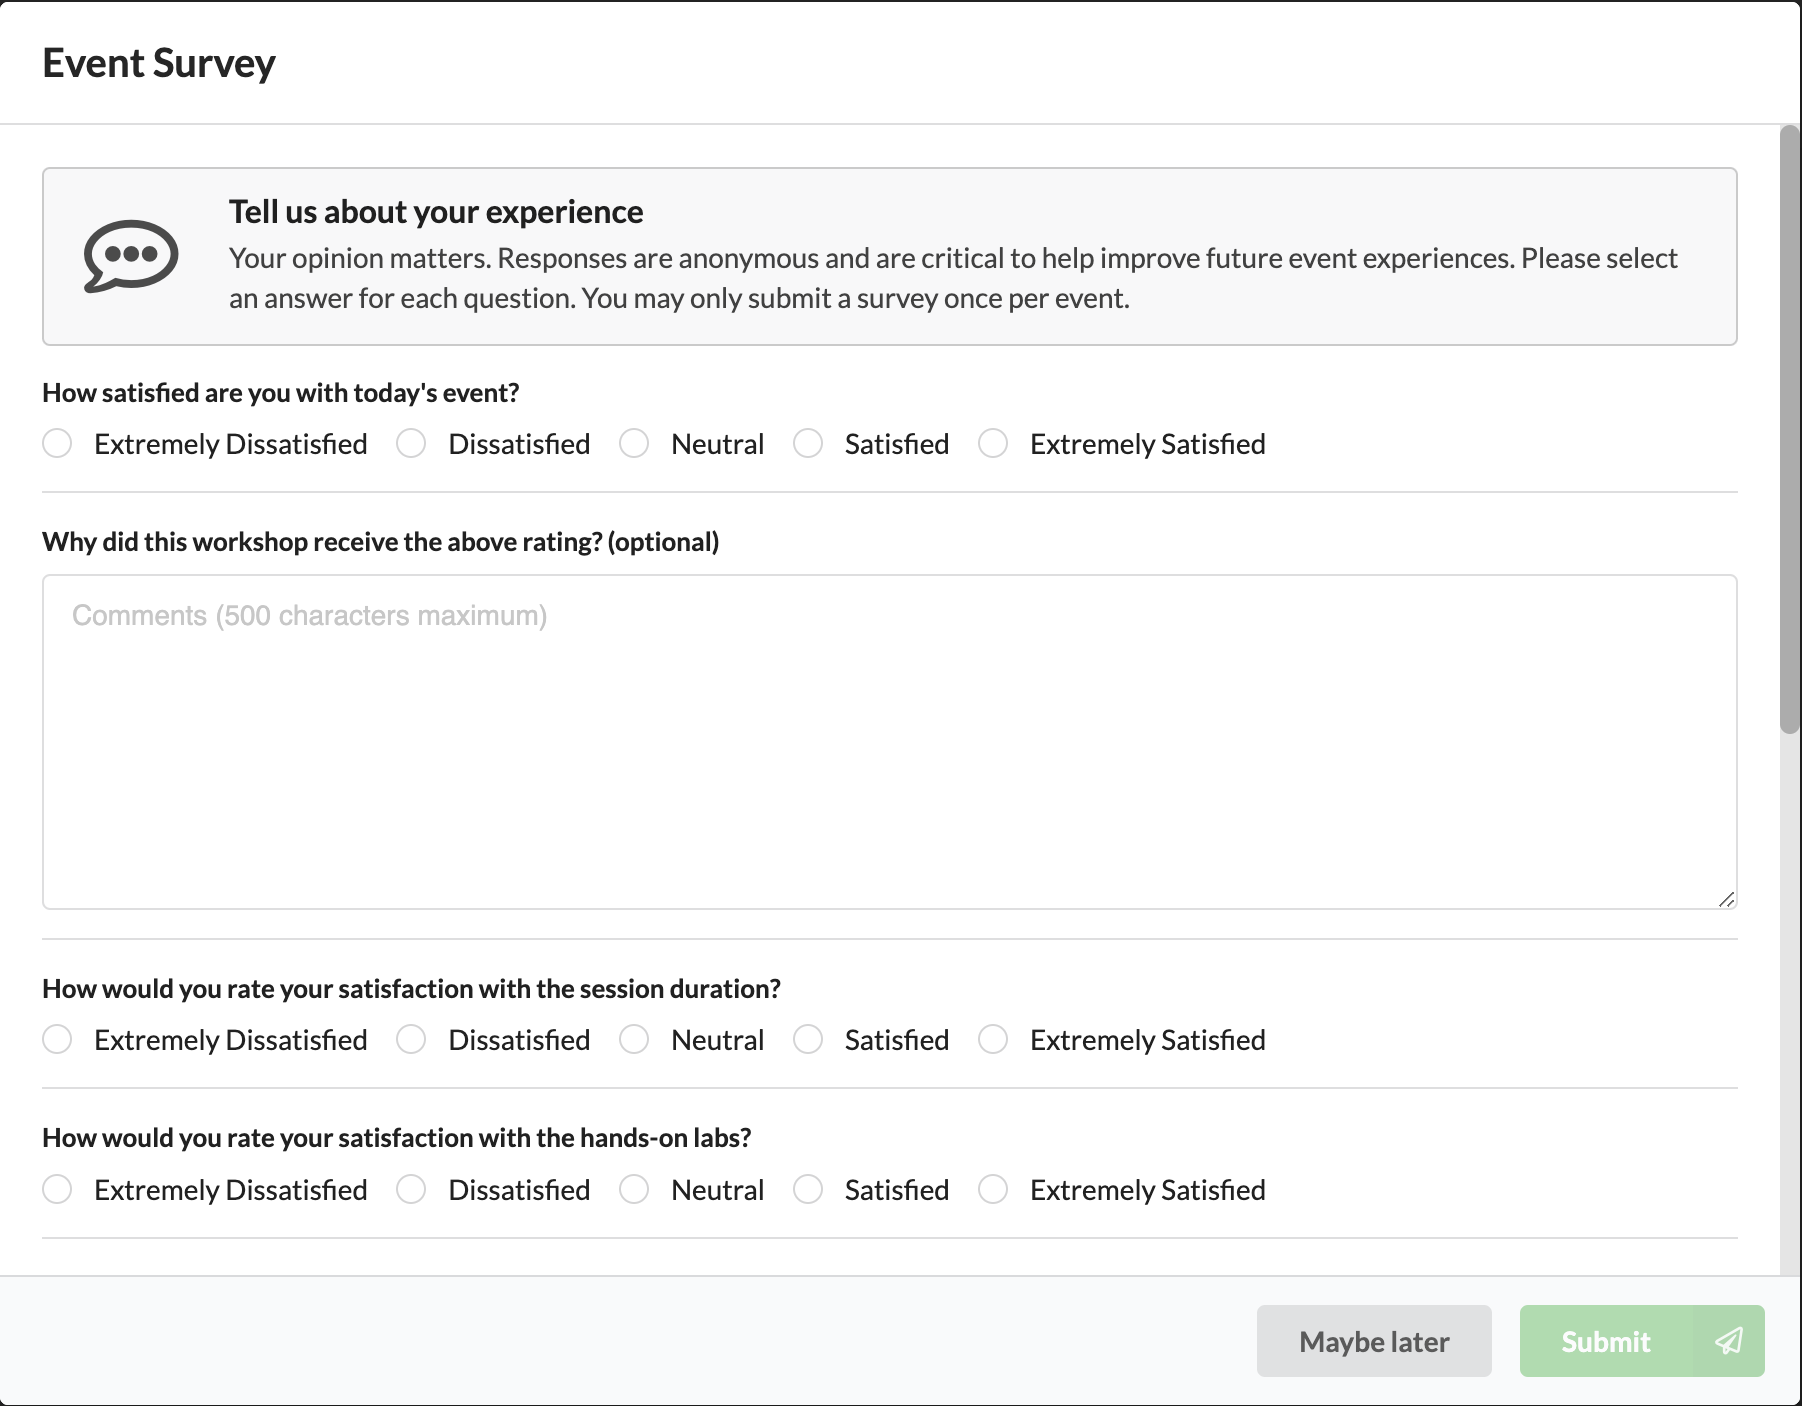 Event Survey
Tell us about your experience
Your opinion matters. Responses are anonymous and are critical to help improve future event experiences. Please select
an answer for each question. You may only submit a survey once per event.
How satisfied are you with today's event?
Extremely Dissatisfied Dissatisfied Neutral Satisfied Extremely Satisfied
Why did this workshop receive the above rating? (optional)
Comments (500 characters maximum)
How would you rate your satisfaction with the session duration?
Extremely Dissatisfied Dissatisfied Neutral Satisfied Extremely Satisfied
How would you rate your satisfaction with the hands-on labs?
Extremely Dissatisfied Dissatisfied Neutral Satisfied Extremely Satisfied
Maybe later Submit